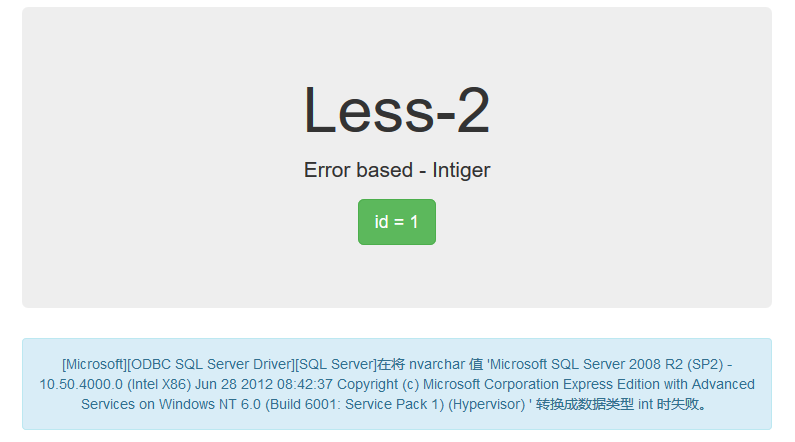 Less-2
Error based - Intiger
id = 1
[Microsoft][ODBC SQL Server Driver][SQL Server]在将 nvarchar 值 'Microsoft SQL Server 2008 R2 (SP2) -
10.50.4000.0 (Intel X86) Jun 28 2012 08:42:37 Copyright (c) Microsoft Corporation Express Edition with Advanced
Services on Windows NT 6.0 (Build 6001: Service Pack 1) (Hypervisor) ' 转换成数据类型 int 时失败。